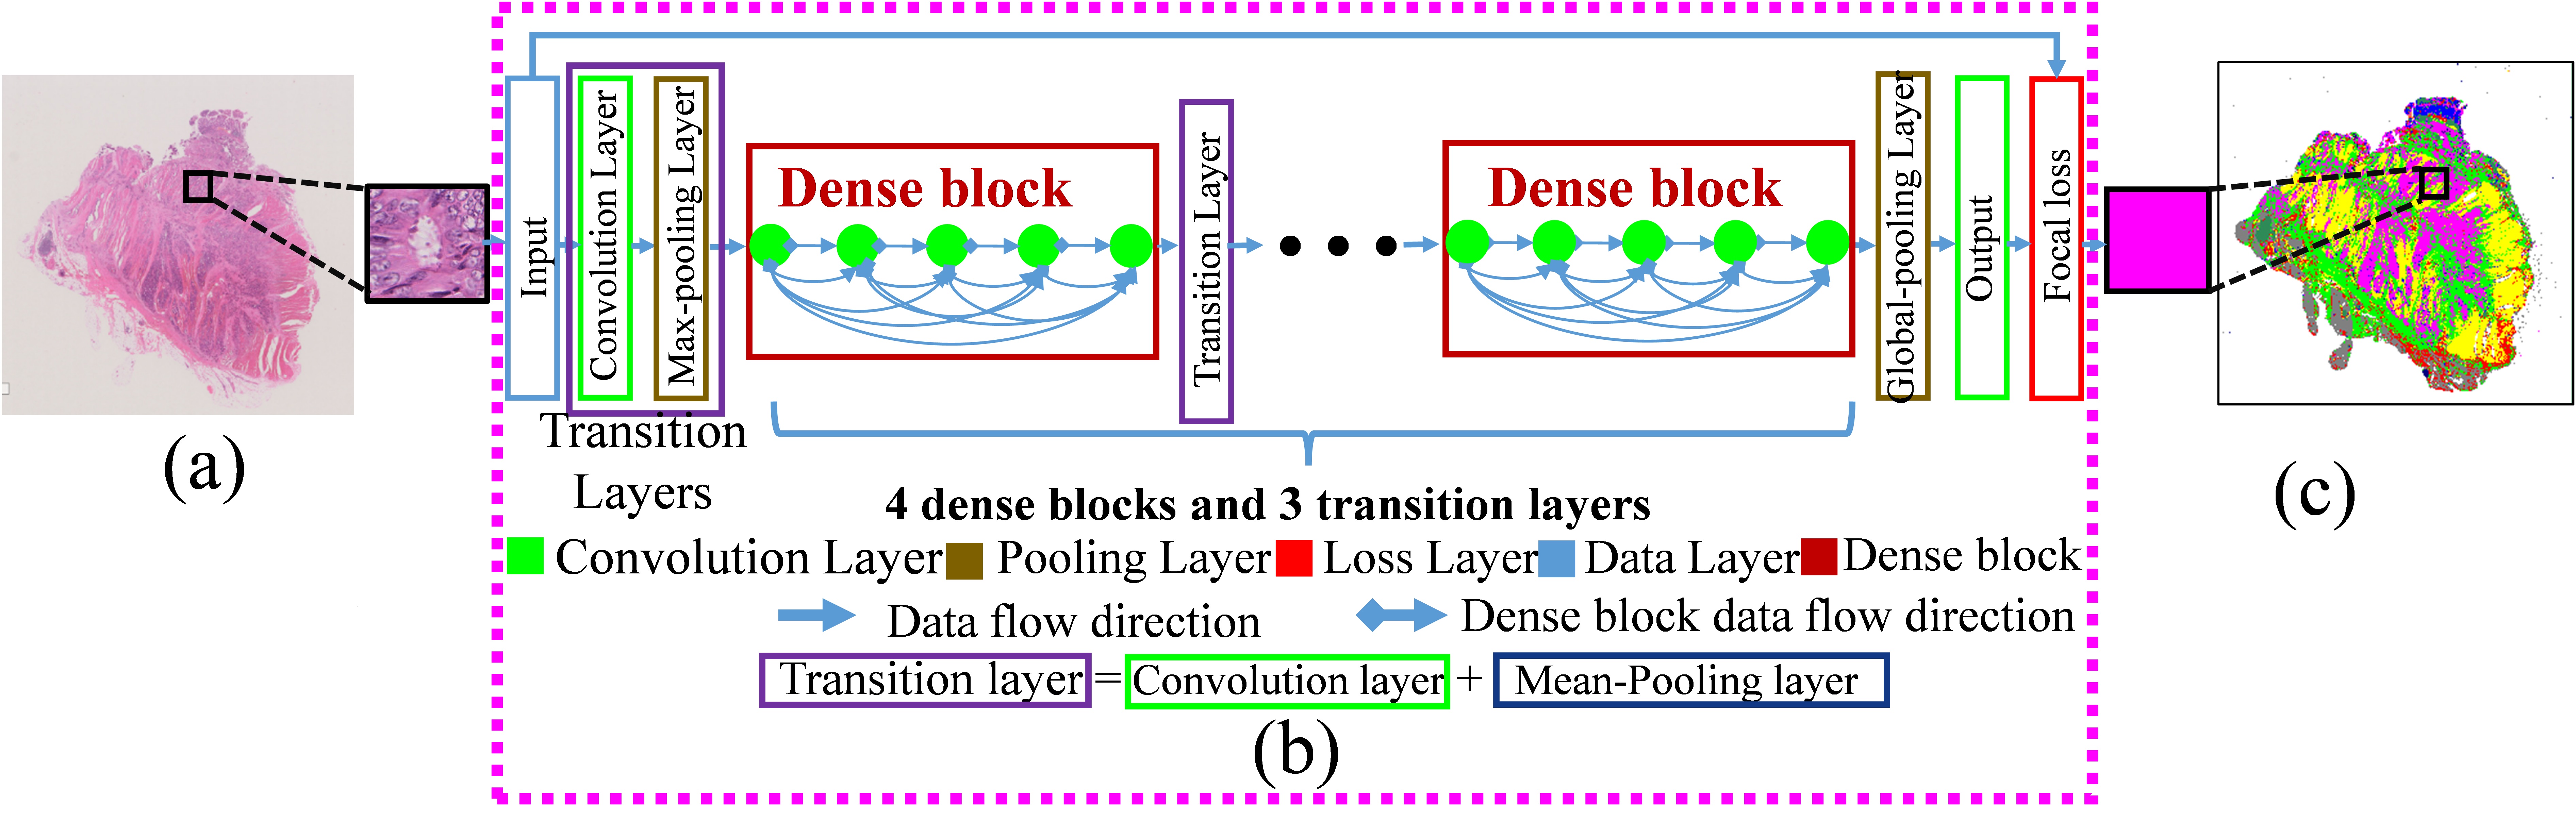 Input
Convolution Layer
Max-pooling Layer
Dense block
Transition Layer
Dense block
Global-pooling Layer
Output
Focal loss
Transition
Layers
(a)
(c)
4 dense blocks and 3 transition layers
Convolution Layer Pooling Layer Loss Layer Data Layer Dense block
Data flow direction Dense block data flow direction
Transition layer = Convolution layer + Mean-Pooling layer
(b)